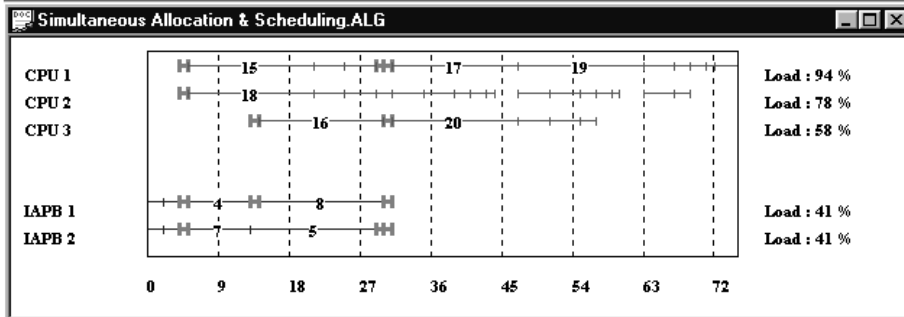 Simultaneous Allocation & Scheduling.ALG
CPU 1 15 17 19 Load : 94 %
CPU 2 18 Load : 78 %
CPU 3 16 20 Load : 58 %
IAPB 1 4 8 Load : 41 %
IAPB 2 7 5 Load : 41 %
0 9 18 27 36 45 54 63 72